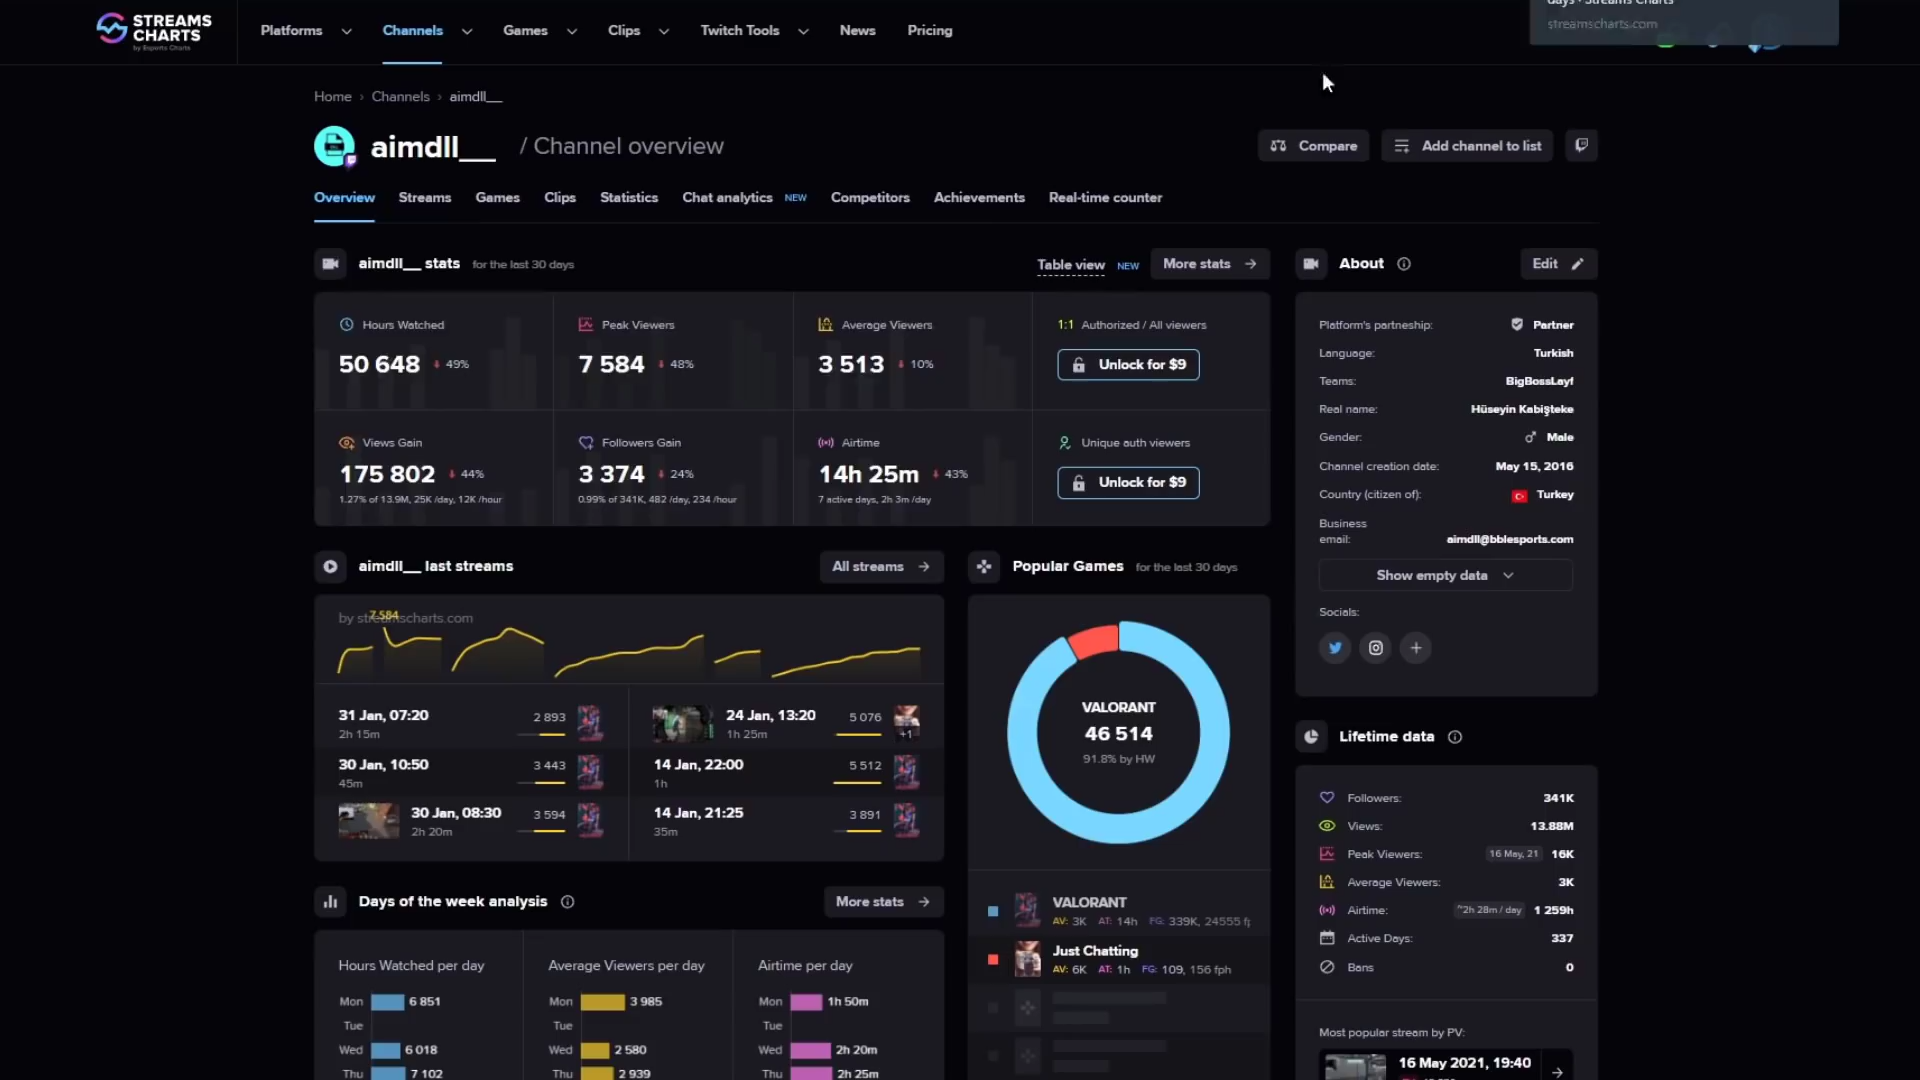 days · Streams Charts
streamscharts.com
STREAMS
CHARTS
by Esports Charts
Platforms
Channels
Games
Clips
Twitch Tools
News
Pricing
Home › Channels › aimdll__
aimdll__ / Channel overview
Compare
Add channel to list
Overview
Streams
Games
Clips
Statistics
Chat analytics NEW
Competitors
Achievements
Real-time counter
aimdll__ stats for the last 30 days
Table view NEW
More stats →
Hours Watched
50 648 49%
Peak Viewers
7 584 48%
Average Viewers
3 513 10%
1:1 Authorized / All viewers
Unlock for $9
Views Gain
175 802 44%
1.27% of 13.9M, 25K /day, 12K /hour
Followers Gain
3 374 24%
0.99% of 341K, 482 /day, 234 /hour
Airtime
14h 25m 43%
7 active days, 2h 3m /day
Unique auth viewers
Unlock for $9
About
Edit
Platform's partneship: Partner
Language: Turkish
Teams: BigBossLayf
Real name: Hüseyin Kabişteke
Gender: Male
Channel creation date: May 15, 2016
Country (citizen of): Turkey
Business
email: aimdll@bblesports.com
Show empty data
Socials:
aimdll__ last streams
All streams →
7 584
by streamscharts.com
31 Jan, 07:20 2 893
2h 15m
30 Jan, 10:50 3 443
45m
30 Jan, 08:30 3 594
2h 20m
24 Jan, 13:20 5 076
1h 25m +1
14 Jan, 22:00 5 512
1h
14 Jan, 21:25 3 891
35m
Popular Games for the last 30 days
VALORANT
46 514
91.8% by HW
VALORANT
AV: 3K AT: 14h FG: 339K, 24555
Just Chatting
AV: 6K AT: 1h FG: 109, 156 fph
Lifetime data
Followers: 341K
Views: 13.88M
Peak Viewers: 16 May, 21 16K
Average Viewers: 3K
Airtime: ~2h 28m / day 1 259h
Active Days: 337
Bans 0
Most popular stream by PV:
16 May 2021, 19:40 →
Days of the week analysis
More stats →
Hours Watched per day
Mon 6 851
Tue
Wed 6 018
Thu 7 102
Average Viewers per day
Mon 3 985
Tue
Wed 2 580
Thu 2 939
Airtime per day
Mon 1h 50m
Tue
Wed 2h 20m
Thu 2h 25m